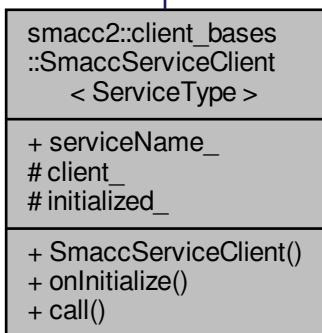 smacc2::client_bases
::SmaccServiceClient
< ServiceType >
+ serviceName_
# client_
# initialized_
+ SmaccServiceClient()
+ onInitialize()
+ call()